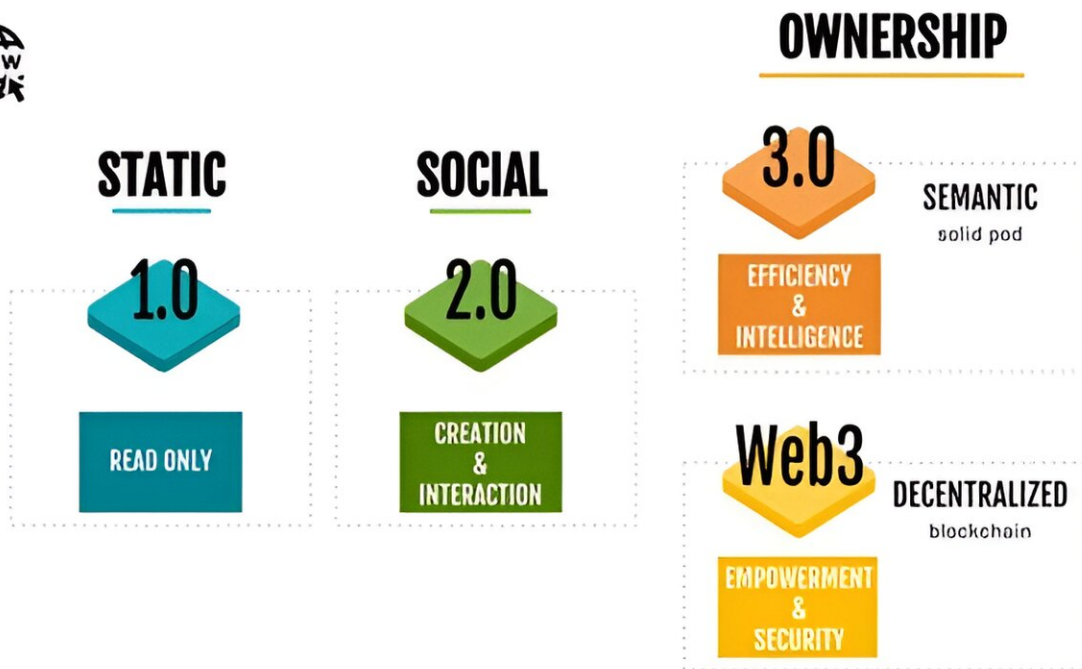 W
STATIC
1.0
READ ONLY
SOCIAL
2.0
CREATION
&
INTERACTION
OWNERSHIP
3.0
SEMANTIC
solid pod
EFFICIENCY
&
INTELLIGENCE
Web3
DECENTRALIZED
blockchain
EMPOWERMENT
&
SECURITY